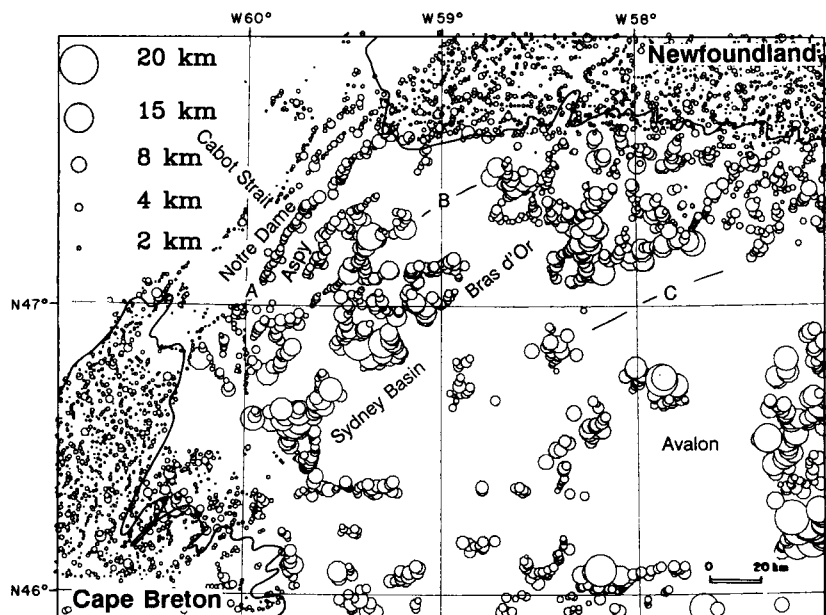 W60° W59° W58°
Newfoundland
20 km
15 km
8 km
4 km
2 km
Cabot Strait
Notre Dame
Aspy
A
B
Bras d'Or
C
N47°
Sydney Basin
Avalon
0 20 km
N46°
Cape Breton